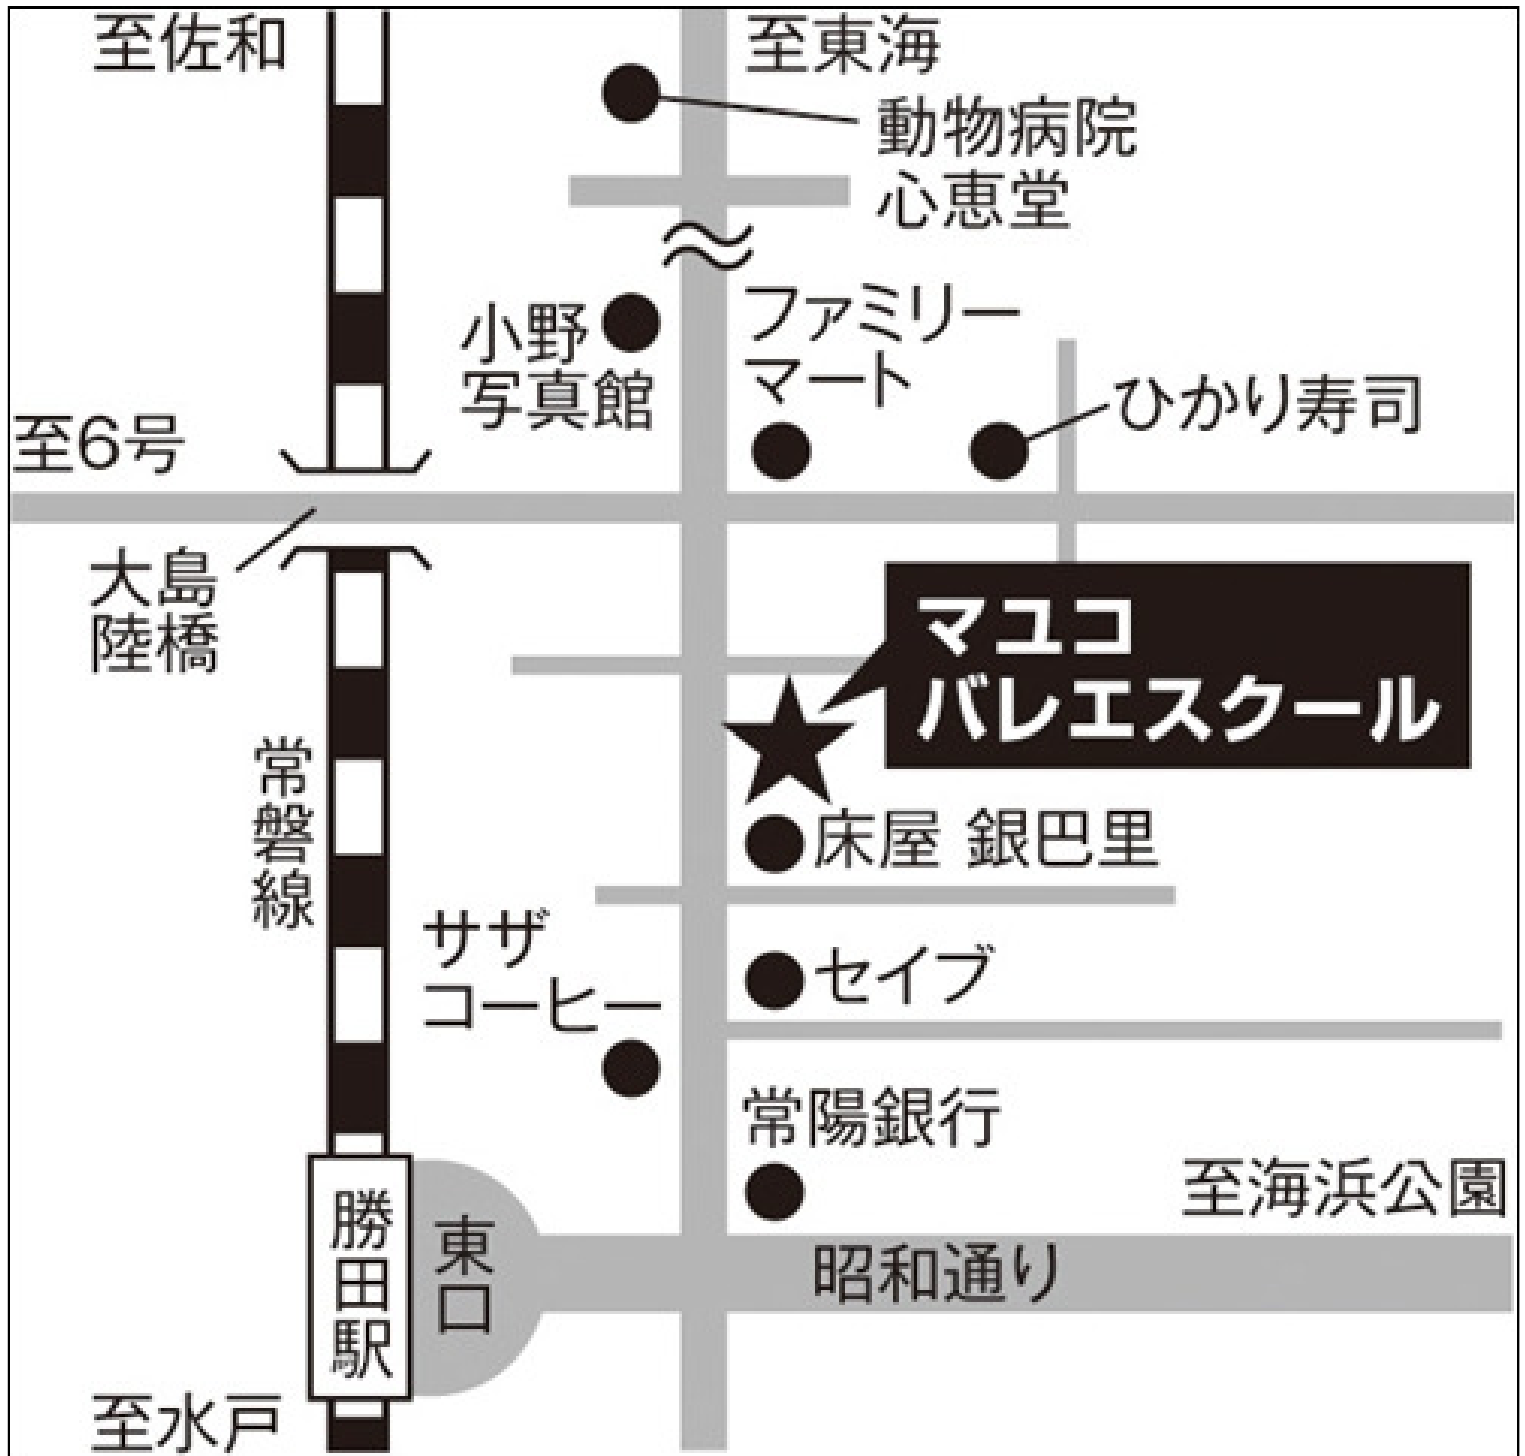 至佐和
至東海
動物病院
心恵堂
小野
写真館
ファミリー
マート
ひかり寿司
至6号
大島
陸橋
マユコ
バレエスクール
常磐線
床屋 銀巴里
サザ
コーヒー
セイブ
常陽銀行
至海浜公園
勝田駅
東口
昭和通り
至水戸